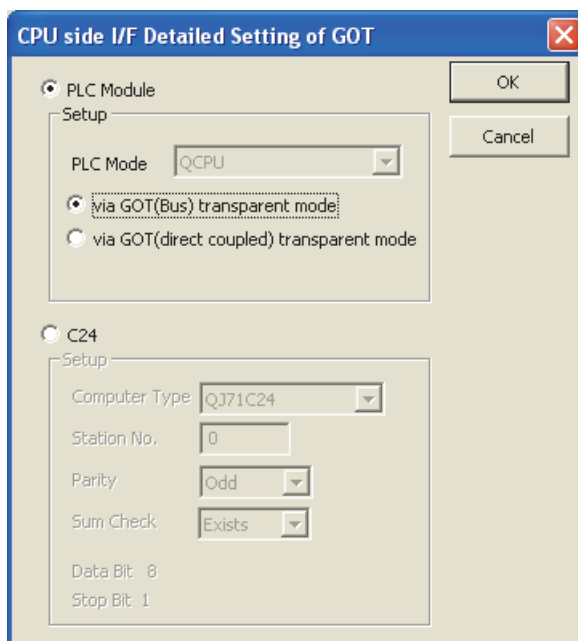 CPU side I/F Detailed Setting of GOT
PLC Module
OK
Setup
Cancel
PLC Mode QCPU
via GOT(Bus) transparent mode
via GOT(direct coupled) transparent mode
C24
Setup
Computer Type QJ71C24
Station No. 0
Parity Odd
Sum Check Exists
Data Bit 8
Stop Bit 1